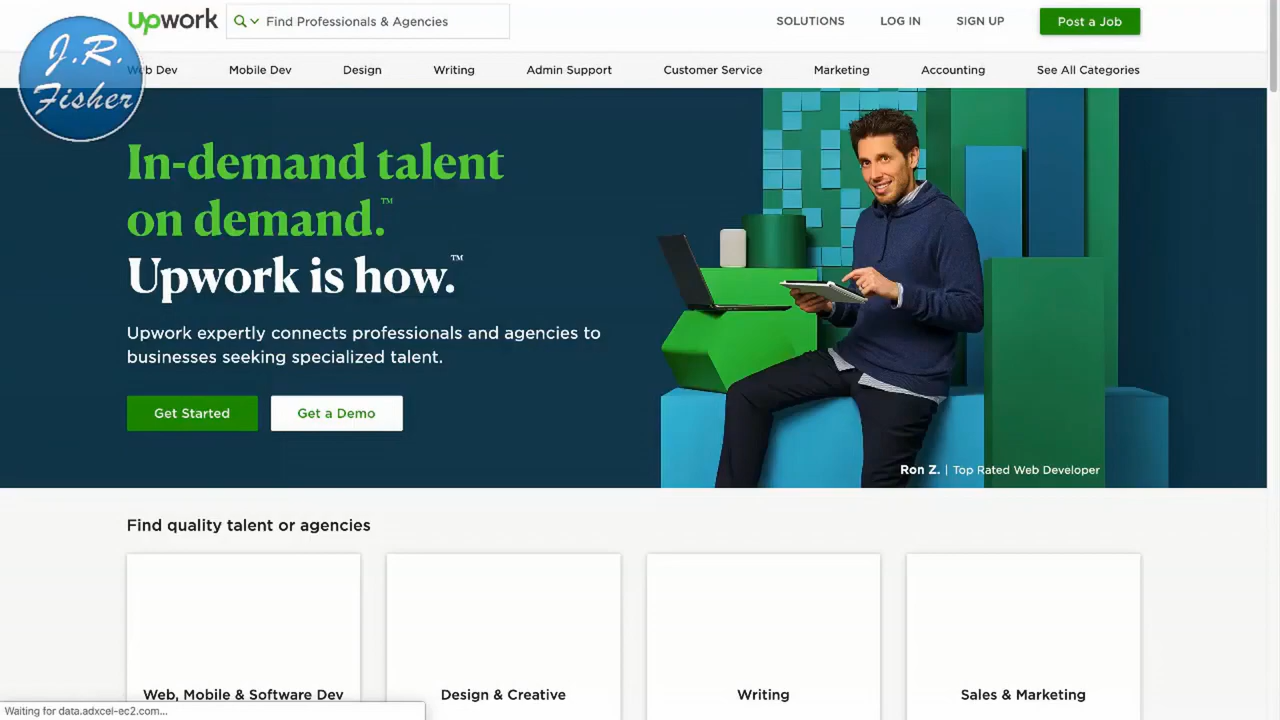 upwork
Find Professionals & Agencies
SOLUTIONS
LOG IN
SIGN UP
Post a Job
J.R.
Fisher
Web Dev
Mobile Dev
Design
Writing
Admin Support
Customer Service
Marketing
Accounting
See All Categories
In-demand talent
on demand.™
Upwork is how.™
Upwork expertly connects professionals and agencies to
businesses seeking specialized talent.
Get Started
Get a Demo
Ron Z. | Top Rated Web Developer
Find quality talent or agencies
Web, Mobile & Software Dev
Design & Creative
Writing
Sales & Marketing
Waiting for data.adxcel-ec2.com...